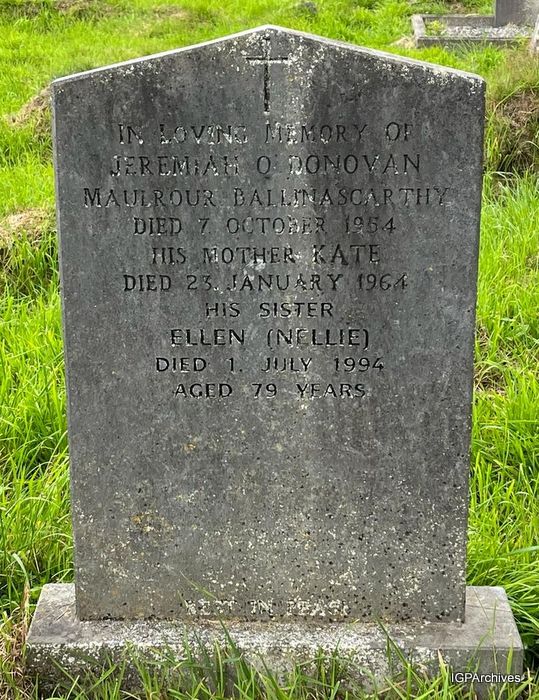 IN LOVING MEMORY OF
JEREMIAH O'DONOVAN
MAULROUR BALLINASCARTHY
DIED 7. OCTOBER 1954
HIS MOTHER KATE
DIED 23. JANUARY 1964
HIS SISTER
ELLEN (NELLIE)
DIED 1. JULY 1994
AGED 79 YEARS
REST IN PEACE
IGPArchives